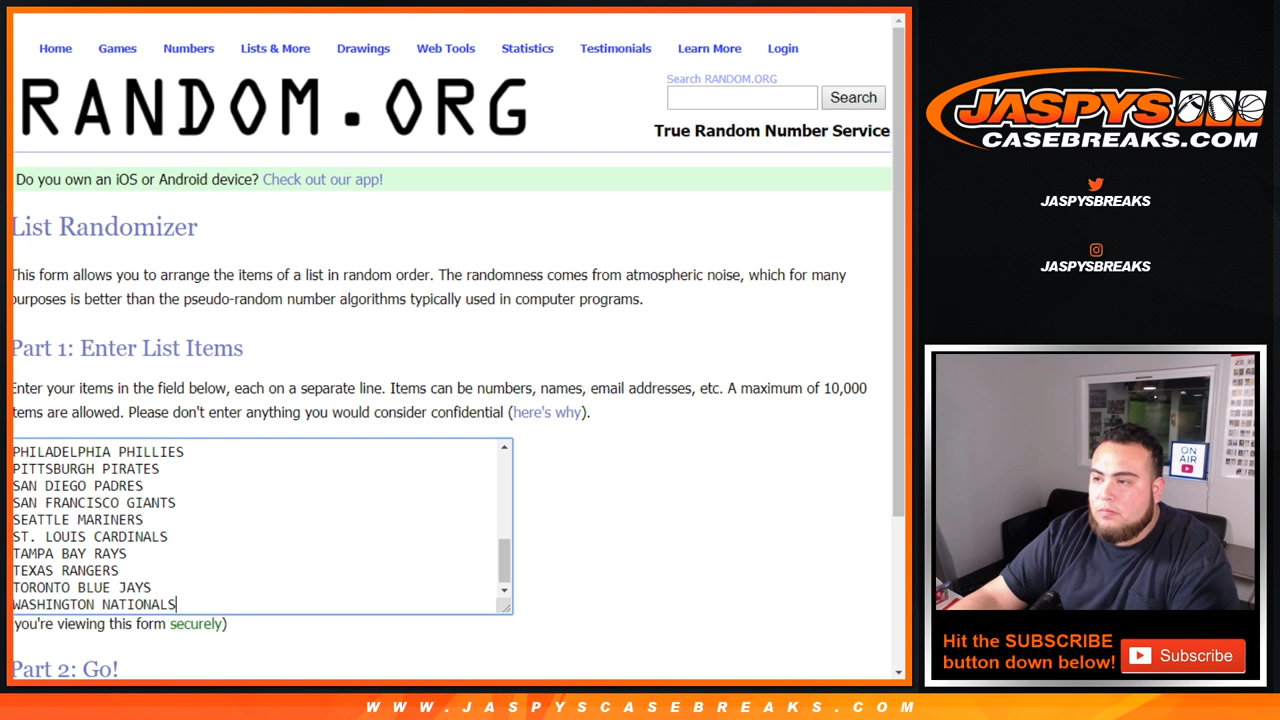 Home Games Numbers Lists & More Drawings Web Tools Statistics Testimonials Learn More Login
RANDOM.ORG
Search RANDOM.ORG
Search
True Random Number Service
Do you own an iOS or Android device? Check out our app!
List Randomizer
This form allows you to arrange the items of a list in random order. The randomness comes from atmospheric noise, which for many
purposes is better than the pseudo-random number algorithms typically used in computer programs.
Part 1: Enter List Items
Enter your items in the field below, each on a separate line. Items can be numbers, names, email addresses, etc. A maximum of 10,000
items are allowed. Please don't enter anything you would consider confidential (here's why).
PHILADELPHIA PHILLIES
PITTSBURGH PIRATES
SAN DIEGO PADRES
SAN FRANCISCO GIANTS
SEATTLE MARINERS
ST. LOUIS CARDINALS
TAMPA BAY RAYS
TEXAS RANGERS
TORONTO BLUE JAYS
WASHINGTON NATIONALS
(you're viewing this form securely)
Part 2: Go!
JASPYS
CASEBREAKS.COM
JASPYSBREAKS
JASPYSBREAKS
ON
AIR
Hit the SUBSCRIBE
button down below!
Subscribe
WWW.JASPYSCASEBREAKS.COM